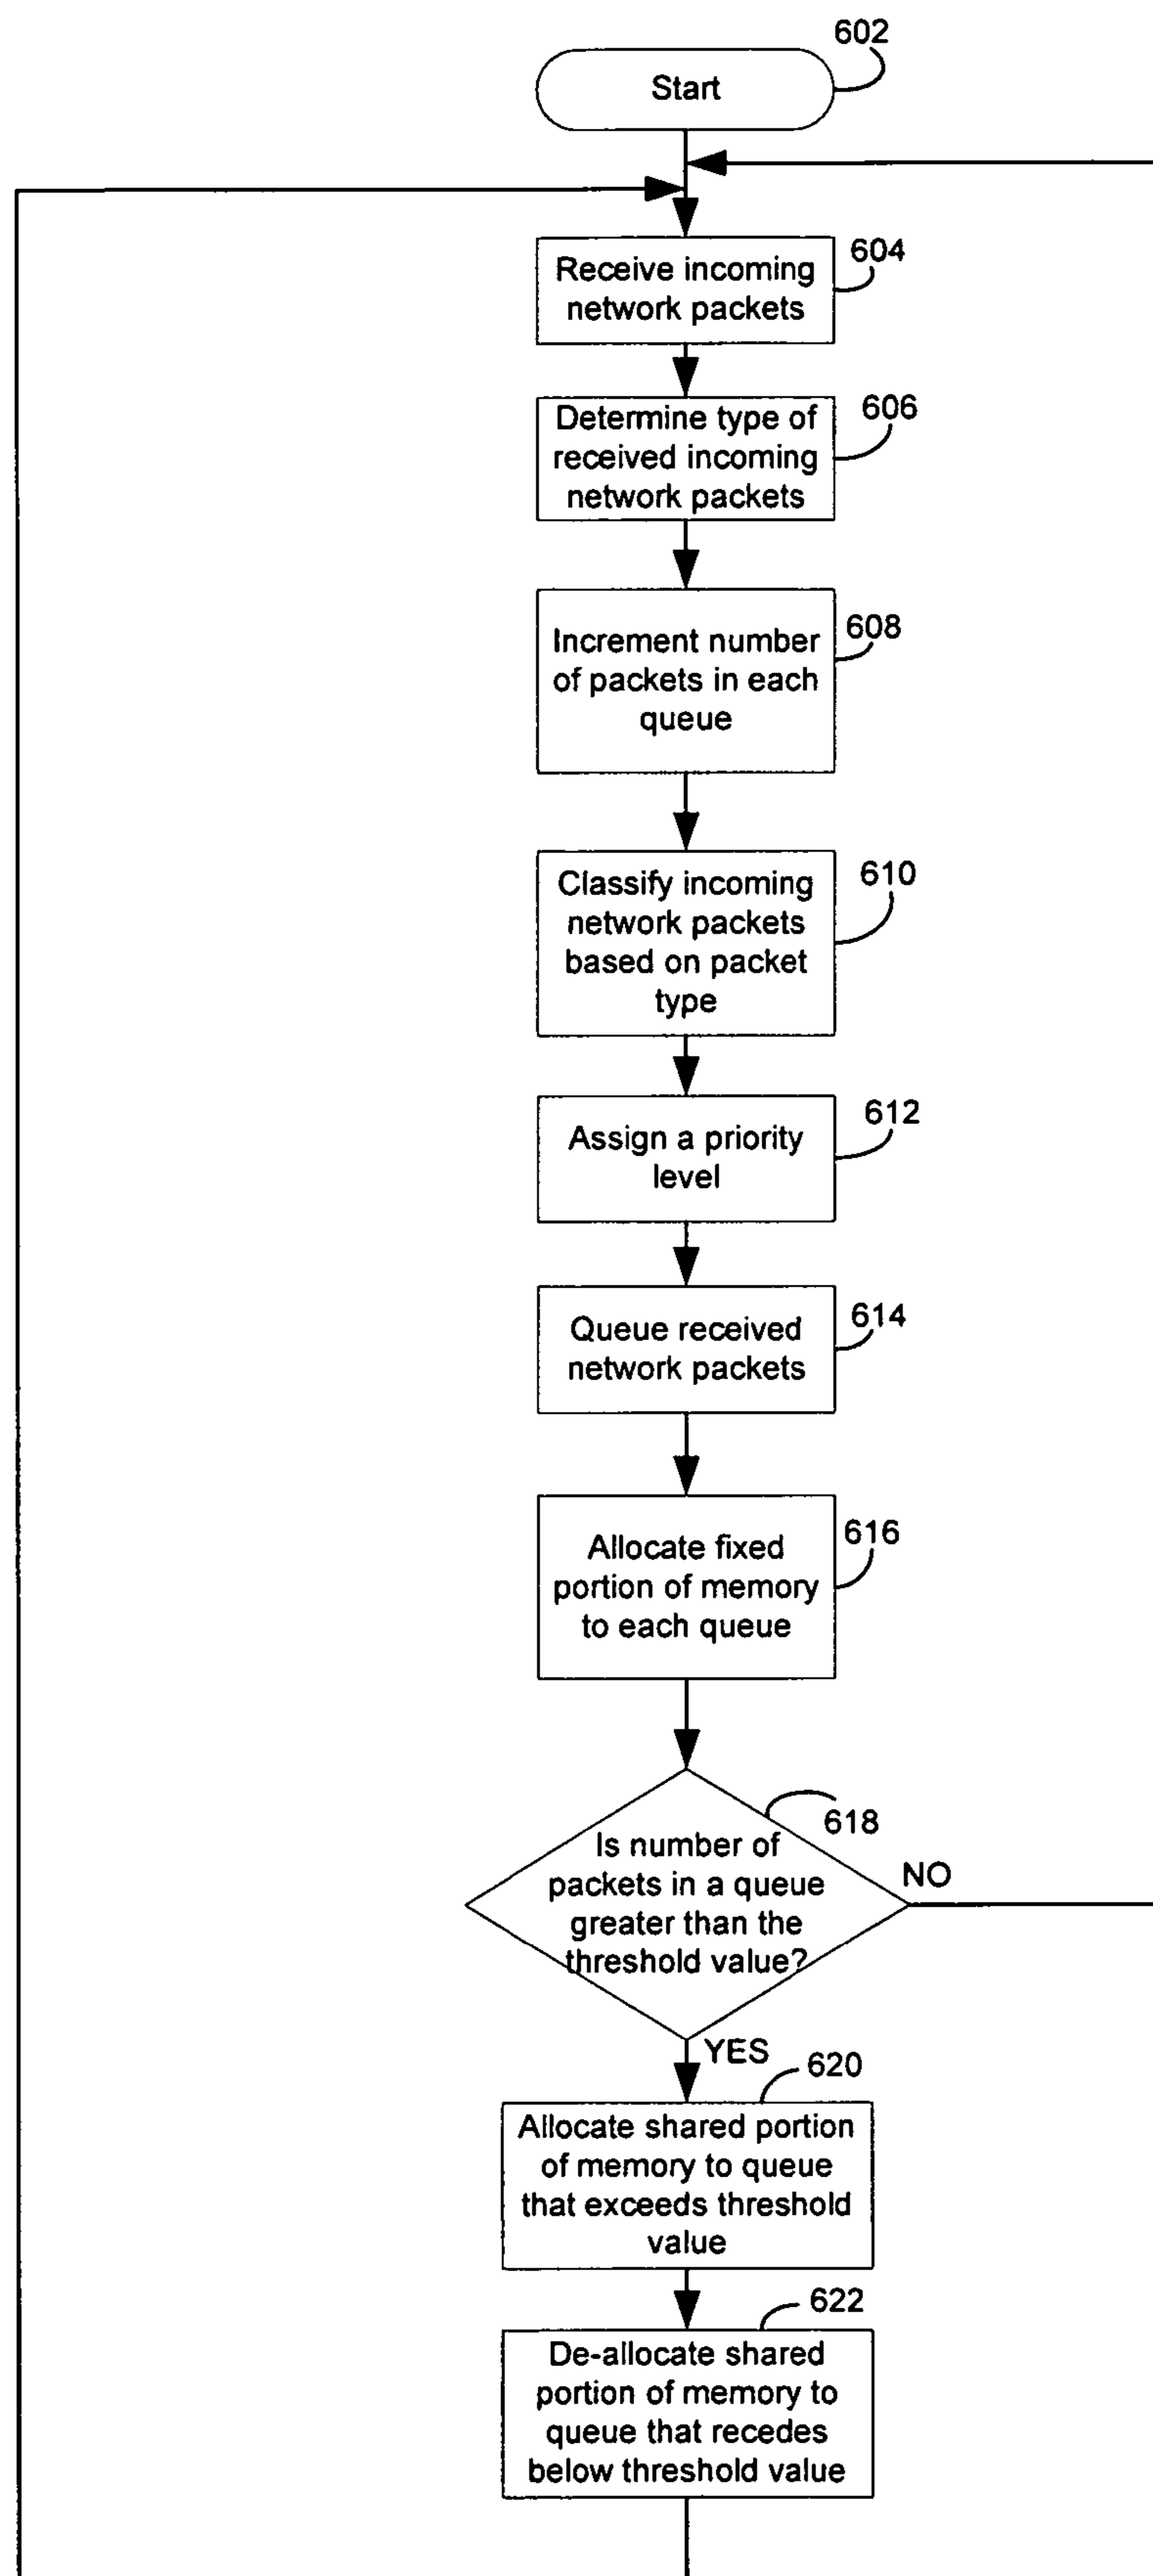 602
Start
604
Receive incoming
network packets
606
Determine type of
received incoming
network packets
608
Increment number
of packets in each
queue
610
Classify incoming
network packets
based on packet
type
612
Assign a priority
level
614
Queue received
network packets
616
Allocate fixed
portion of memory
to each queue
618
Is number of
packets in a queue
greater than the
threshold value?
NO
YES
620
Allocate shared portion
of memory to queue
that exceeds threshold
value
622
De-allocate shared
portion of memory to
queue that recedes
below threshold value